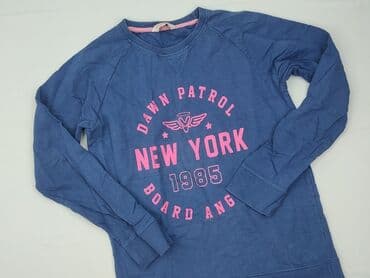 DAWN PATROL
NEW YORK
1985
BOARD ANG